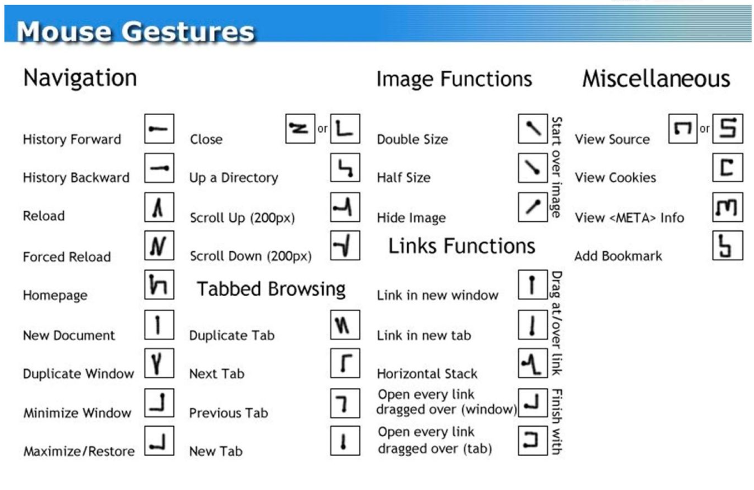 Mouse Gestures
Navigation
History Forward
History Backward
Reload
Forced Reload
Homepage
New Document
Duplicate Window
Minimize Window
Maximize/Restore
Close
or
Up a Directory
Scroll Up (200px)
Scroll Down (200px)
Tabbed Browsing
Duplicate Tab
Next Tab
Previous Tab
New Tab
Image Functions
Double Size
Half Size
Hide Image
Start over image
Links Functions
Link in new window
Link in new tab
Horizontal Stack
Drag at/over link
Open every link
dragged over (window)
Open every link
dragged over (tab)
Finish with
Miscellaneous
View Source
or
View Cookies
View <META> Info
Add Bookmark